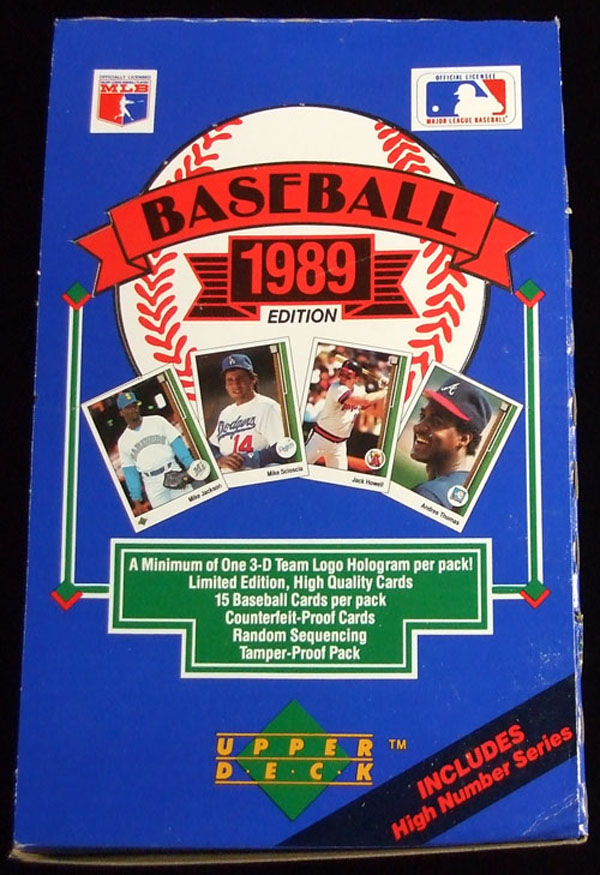 OFFICIALLY LICENSED
MLB
OFFICIAL LICENSEE
MAJOR LEAGUE BASEBALL
BASEBALL
1989
EDITION
Mike Jackson
Dodgers
14
Mike Scioscia
Jack Howell
A
Andres Thomas
A Minimum of One 3-D Team Logo Hologram per pack!
Limited Edition, High Quality Cards
15 Baseball Cards per pack
Counterfeit-Proof Cards
Random Sequencing
Tamper-Proof Pack
UPPER TM
D·E·C·K
INCLUDES
High Number Series